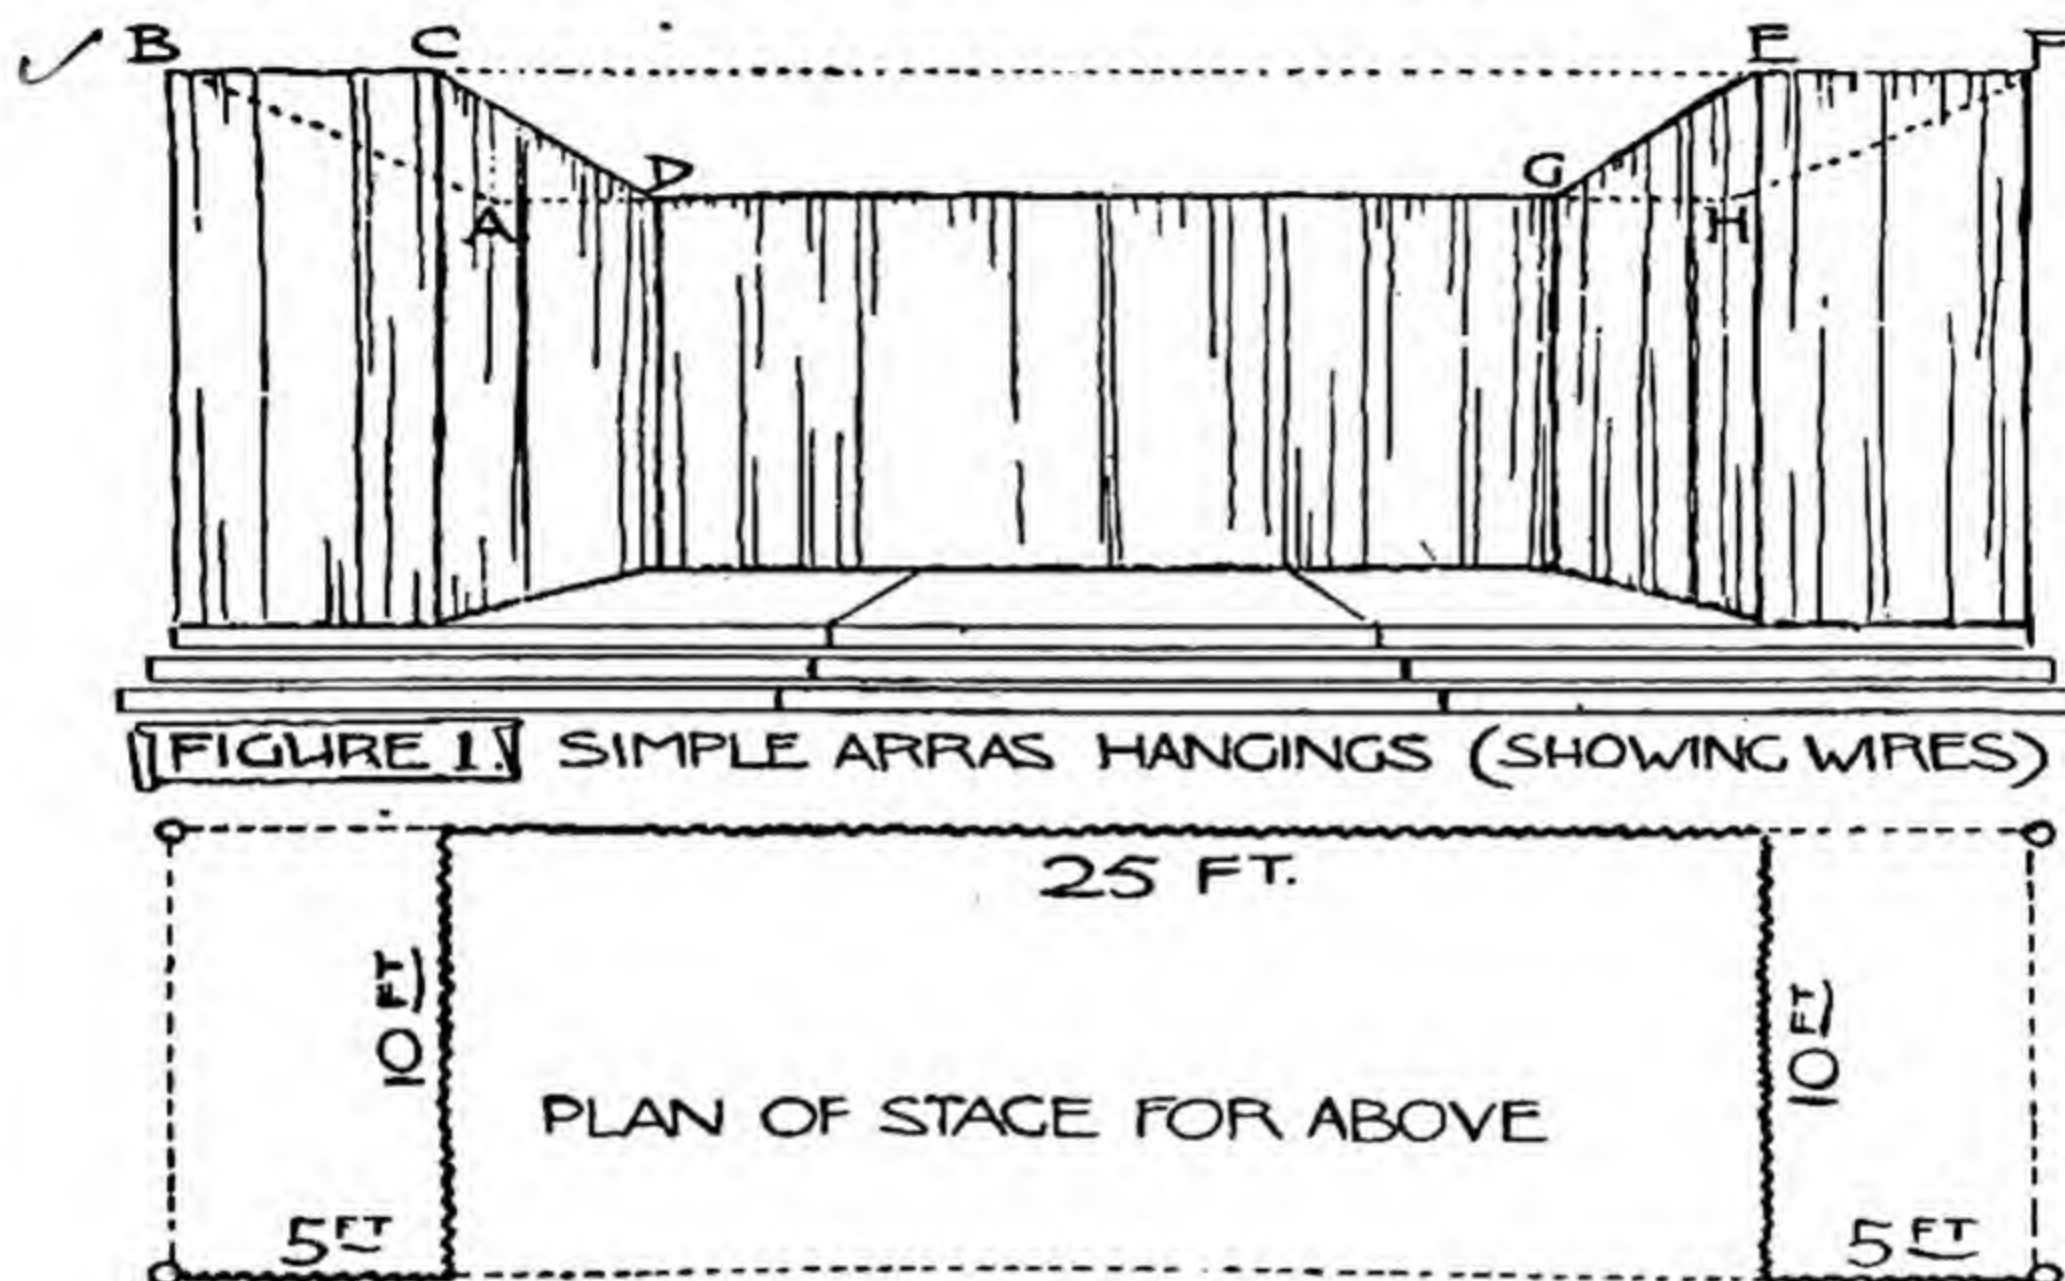 B C E F
D G
A H
FIGURE 1. SIMPLE ARRAS HANGINGS (SHOWING WIRES)
25 FT.
10 FT
10 FT
PLAN OF STAGE FOR ABOVE
5 FT
5 FT